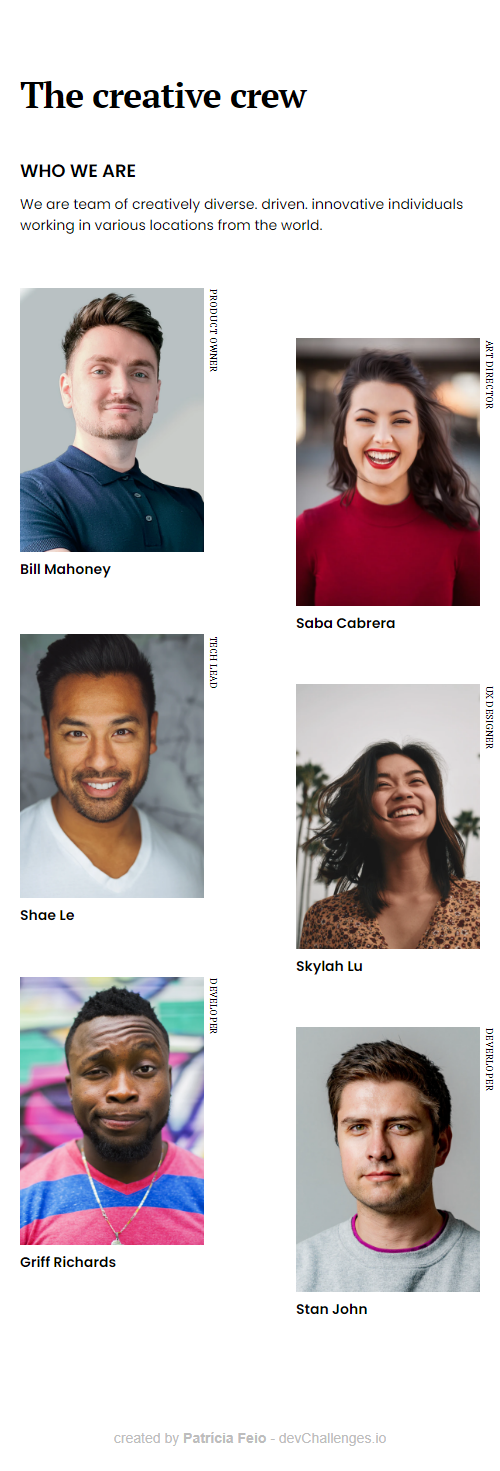 The creative crew
WHO WE ARE
We are team of creatively diverse. driven. innovative individuals
working in various locations from the world.
PRODUCT OWNER
Bill Mahoney
ART DIRECTOR
Saba Cabrera
TECH LEAD
Shae Le
UX DESIGNER
Skylah Lu
DEVELOPER
Griff Richards
DEVERLOPER
Stan John
created by Patrícia Feio - devChallenges.io